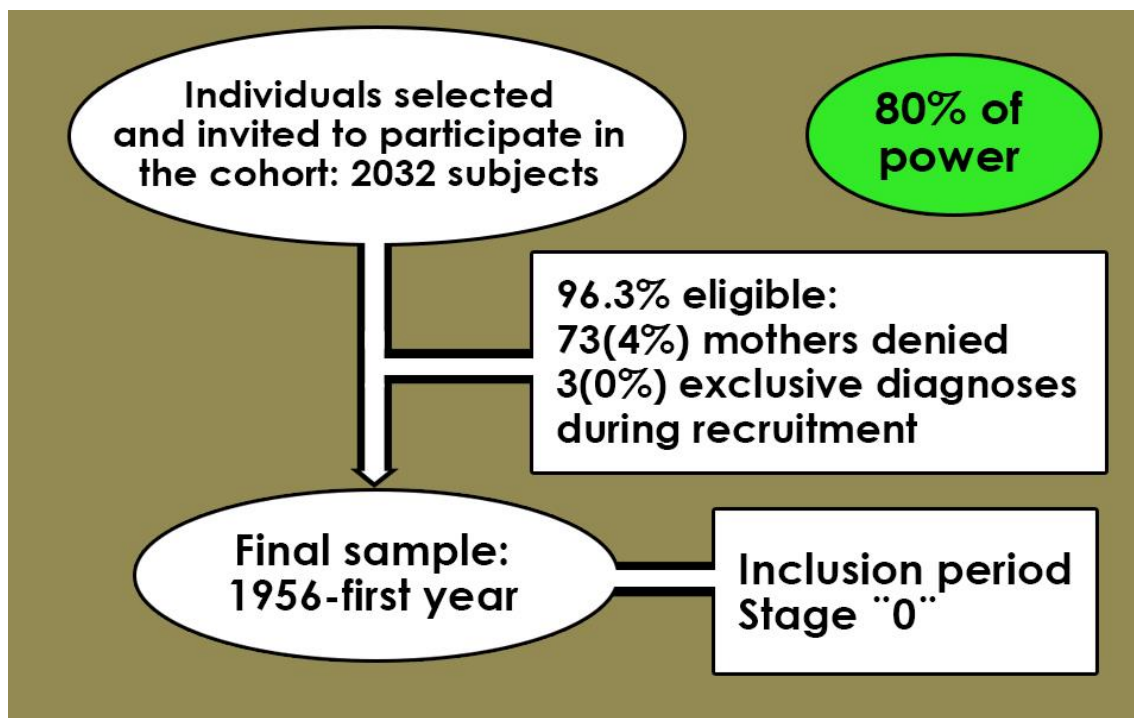 Individuals selected
and invited to participate in
the cohort: 2032 subjects
80% of
power
96.3% eligible:
73(4%) mothers denied
3(0%) exclusive diagnoses
during recruitment
Final sample:
1956-first year
Inclusion period
Stage ¨0¨